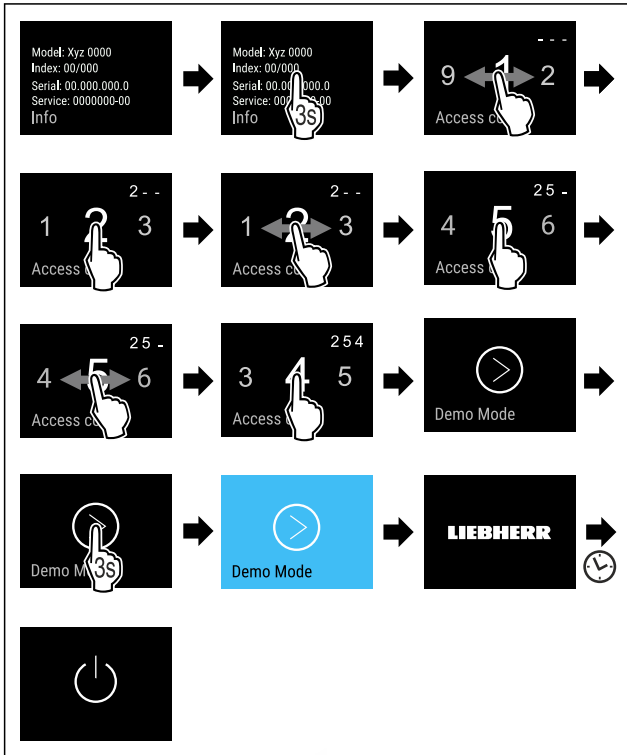 Model: Xyz 0000
Index: 00/000
Serial: 00.000.000.0
Service: 0000000-00
Info
Model: Xyz 0000
Index: 00/000
Serial: 00.00 .000.0
Service: 000 -00
Info
3s
- - -
9 1 2
Access co
2 - -
1 2 3
Access c
2 - -
1 2 3
Access co
2 5 -
4 5 6
Access c
2 5 -
4 5 6
Access co
2 5 4
3 4 5
Access c
Demo Mode
Demo M
3s
Demo Mode
LIEBHERR